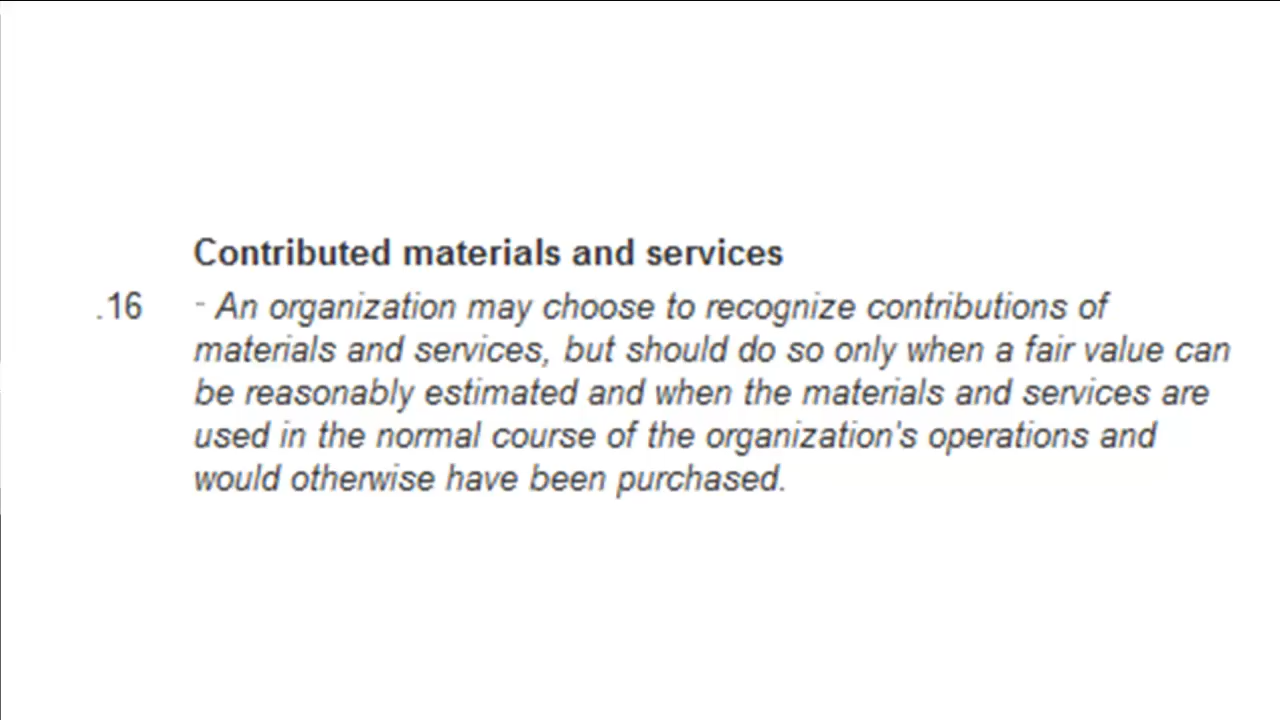 Contributed materials and services
.16 - An organization may choose to recognize contributions of
materials and services, but should do so only when a fair value can
be reasonably estimated and when the materials and services are
used in the normal course of the organization's operations and
would otherwise have been purchased.